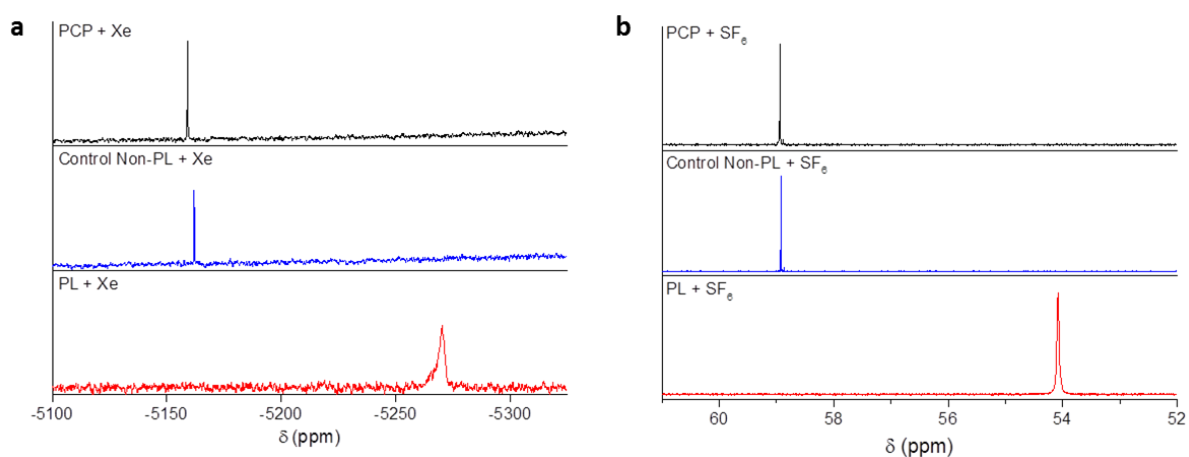 a
PCP + Xe
Control Non-PL + Xe
PL + Xe
-5100 -5150 -5200 -5250 -5300
δ (ppm)
b
PCP + SF₆
Control Non-PL + SF₆
PL + SF₆
60 58 56 54 52
δ (ppm)